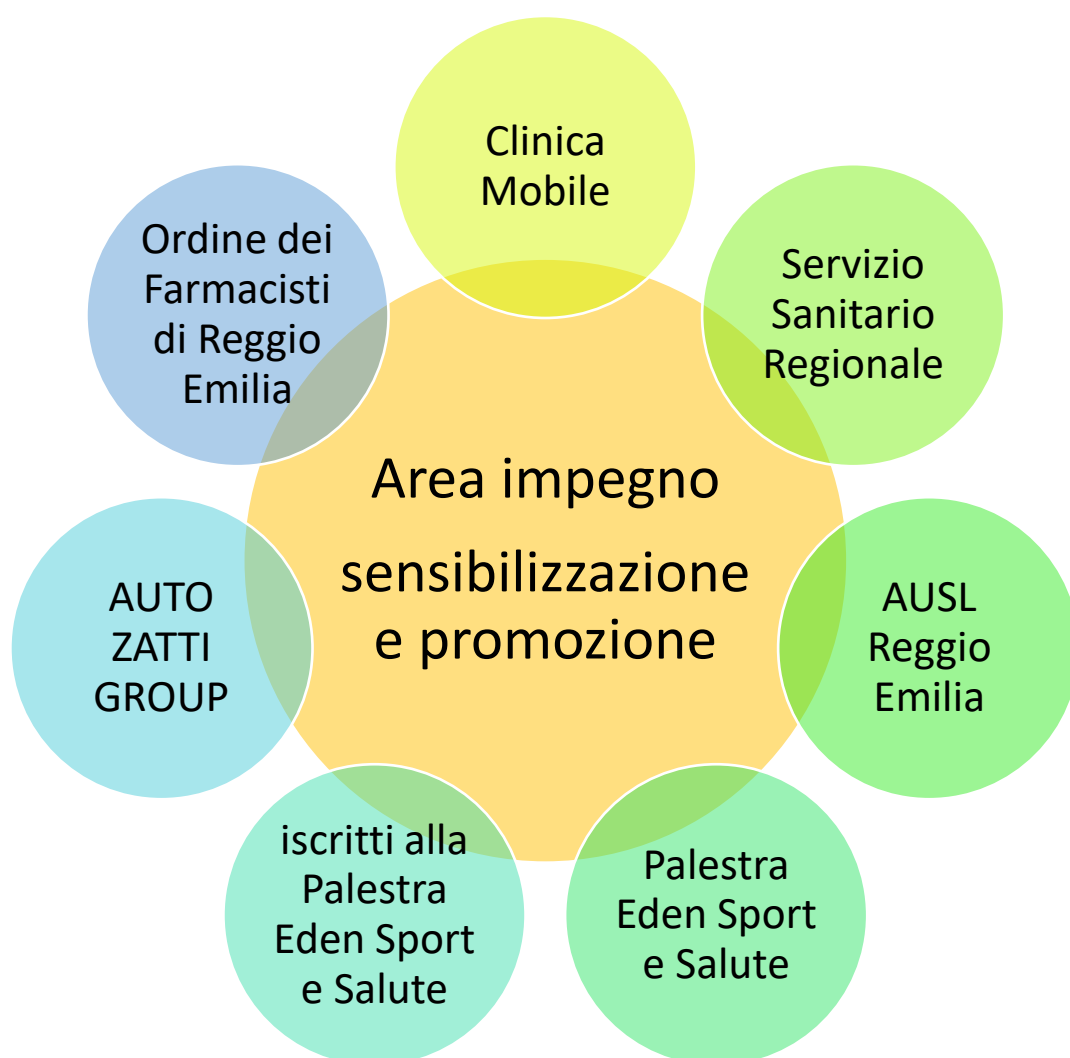 Clinica
Mobile
Servizio
Sanitario
Regionale
AUSL
Reggio
Emilia
Palestra
Eden Sport
e Salute
iscritti alla
Palestra
Eden Sport
e Salute
AUTO
ZATTI
GROUP
Ordine dei
Farmacisti
di Reggio
Emilia
Area impegno
sensibilizzazione
e promozione